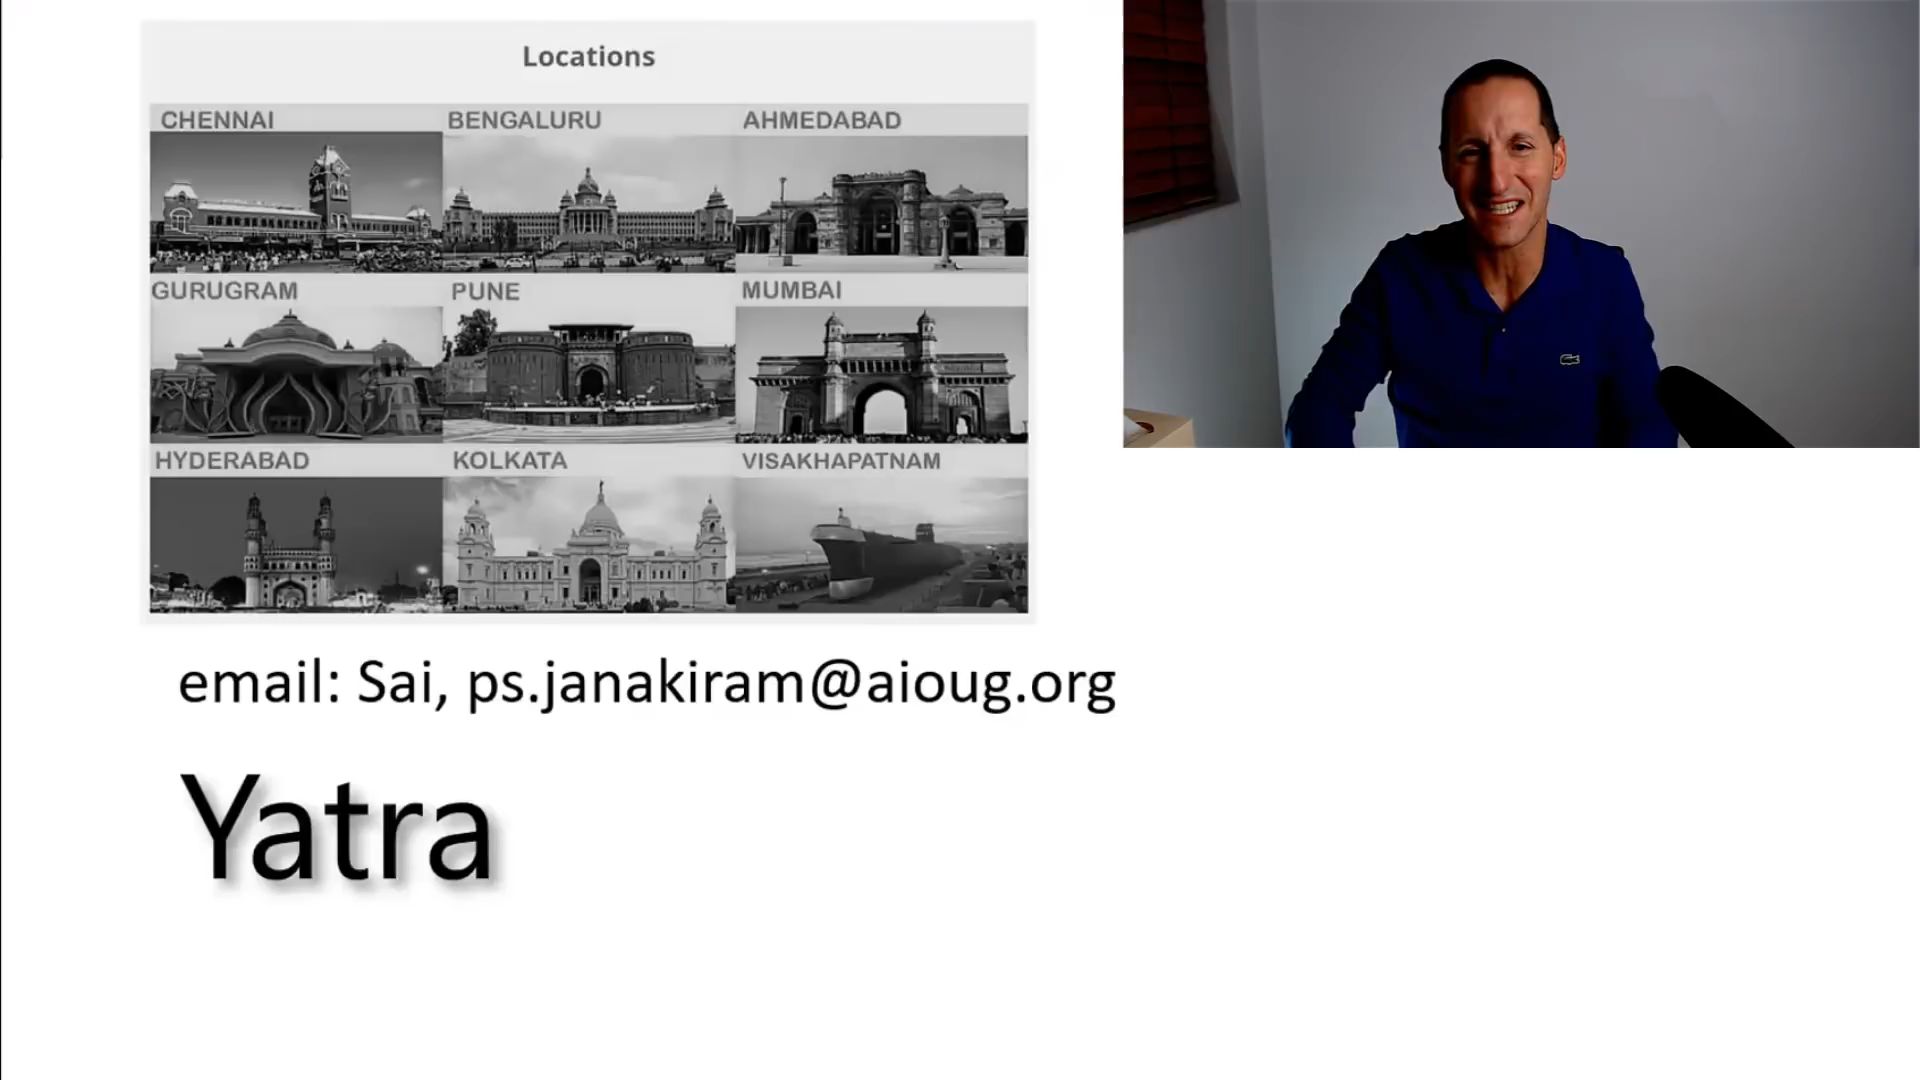 Locations
CHENNAI BENGALURU AHMEDABAD
GURUGRAM PUNE MUMBAI
HYDERABAD KOLKATA VISAKHAPATNAM
email: Sai, ps.janakiram@aioug.org
Yatra